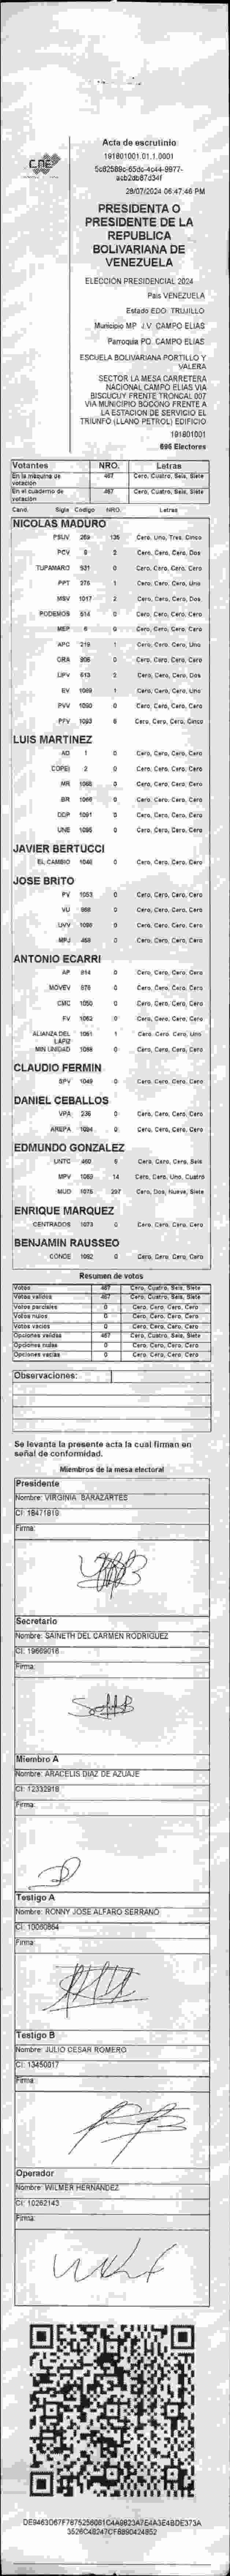 CNE
Acta de escrutinio
191801001.01.1.0001
28/07/2024 06:47:46 PM
PRESIDENTA O
PRESIDENTE DE LA
REPUBLICA
BOLIVARIANA DE
VENEZUELA
ELECCIÓN PRESIDENCIAL 2024
País VENEZUELA
Estado EDO. TRUJILLO
Municipio MP. J.V. CAMPO ELIAS
Parroquia PQ. CAMPO ELIAS
ESCUELA BOLIVARIANA PORTILLO Y
VALERA
SECTOR LA MESA CARRETERA
NACIONAL CAMPO ELIAS VIA
BISCUCUY FRENTE TRONCAL 007
VIA MUNICIPIO BOCONO FRENTE A
LA ESTACION DE SERVICIO EL
TRIUNFO (LLANO PETROL) EDIFICIO
191801001
696 Electores
Votantes NRO. Letras
En la máquina de votación 467 Cero, Cuatro, Seis, Siete
En el cuaderno de votación 467 Cero, Cuatro, Seis, Siete
Cand. Sigla Codigo NRO. Letras
NICOLAS MADURO
PSUV 269 135 Cero, Uno, Tres, Cinco
PCV 6 2 Cero, Cero, Cero, Dos
TUPAMARO 931 0 Cero, Cero, Cero, Cero
PPT 276 1 Cero, Cero, Cero, Uno
MSV 1017 2 Cero, Cero, Cero, Dos
PODEMOS 514 0 Cero, Cero, Cero, Cero
MEP 6 0 Cero, Cero, Cero, Cero
APC 219 1 Cero, Cero, Cero, Uno
ORA 0 Cero, Cero, Cero, Cero
UPV 613 2 Cero, Cero, Cero, Dos
EV 1089 1 Cero, Cero, Cero, Uno
PVV 1090 0 Cero, Cero, Cero, Cero
PFV 1093 Cero, Cero, Cero, Cinco
LUIS MARTINEZ
AD 1 0 Cero, Cero, Cero, Cero
COPEI 2 0 Cero, Cero, Cero, Cero
MR 0 Cero, Cero, Cero, Cero
BR 0 Cero, Cero, Cero, Cero
DDP 1091 0 Cero, Cero, Cero, Cero
UNE 1095 0 Cero, Cero, Cero, Cero
JAVIER BERTUCCI
EL CAMBIO 1046 0 Cero, Cero, Cero, Cero
JOSE BRITO
PV 1053 0 Cero, Cero, Cero, Cero
VU 968 0 Cero, Cero, Cero, Cero
UVV 1098 0 Cero, Cero, Cero, Cero
MPJ 458 0 Cero, Cero, Cero, Cero
ANTONIO ECARRI
AP 814 0 Cero, Cero, Cero, Cero
MOVEV 876 0 Cero, Cero, Cero, Cero
CMC 1050 0 Cero, Cero, Cero, Cero
FV 1062 0 Cero, Cero, Cero, Cero
ALIANZA DEL LAPIZ 1061 1 Cero, Cero, Cero, Uno
MIN UNIDAD 1088 0 Cero, Cero, Cero, Cero
CLAUDIO FERMIN
SPV 1049 0 Cero, Cero, Cero, Cero
DANIEL CEBALLOS
VPA 236 0 Cero, Cero, Cero, Cero
AREPA 1094 0 Cero, Cero, Cero, Cero
EDMUNDO GONZALEZ
UNTC 460 6 Cero, Cero, Cero, Seis
MPV 1059 14 Cero, Cero, Uno, Cuatro
MUD 1075 297 Cero, Dos, Nueve, Siete
ENRIQUE MARQUEZ
CENTRADOS 1073 0 Cero, Cero, Cero, Cero
BENJAMIN RAUSSEO
CONDE 1092 0 Cero, Cero, Cero, Cero
Resumen de votos
Votos 467 Cero, Cuatro, Seis, Siete
Votos validos 467 Cero, Cuatro, Seis, Siete
Votos parciales 0 Cero, Cero, Cero, Cero
Votos nulos 0 Cero, Cero, Cero, Cero
Votos vacios 0 Cero, Cero, Cero, Cero
Opciones validas 467 Cero, Cuatro, Seis, Siete
Opciones nulas 0 Cero, Cero, Cero, Cero
Opciones vacias 0 Cero, Cero, Cero, Cero
Observaciones:
Se levanta la presente acta la cual firman en
señal de conformidad.
Miembros de la mesa electoral
Presidente
Nombre: VIRGINIA BARAZARTES
CI: 18471819
Firma:
Secretario
Nombre: SAINETH DEL CARMEN RODRIGUEZ
CI: 19669016
Firma:
Miembro A
Nombre: ARACELIS DIAZ DE AZUAJE
CI: 12332918
Firma:
Testigo A
Nombre: RONNY JOSE ALFARO SERRANO
CI: 10060864
Firma:
Testigo B
Nombre: JULIO CESAR ROMERO
CI: 13450017
Firma:
Operador
Nombre: WILMER HERNANDEZ
CI: 10262143
Firma: